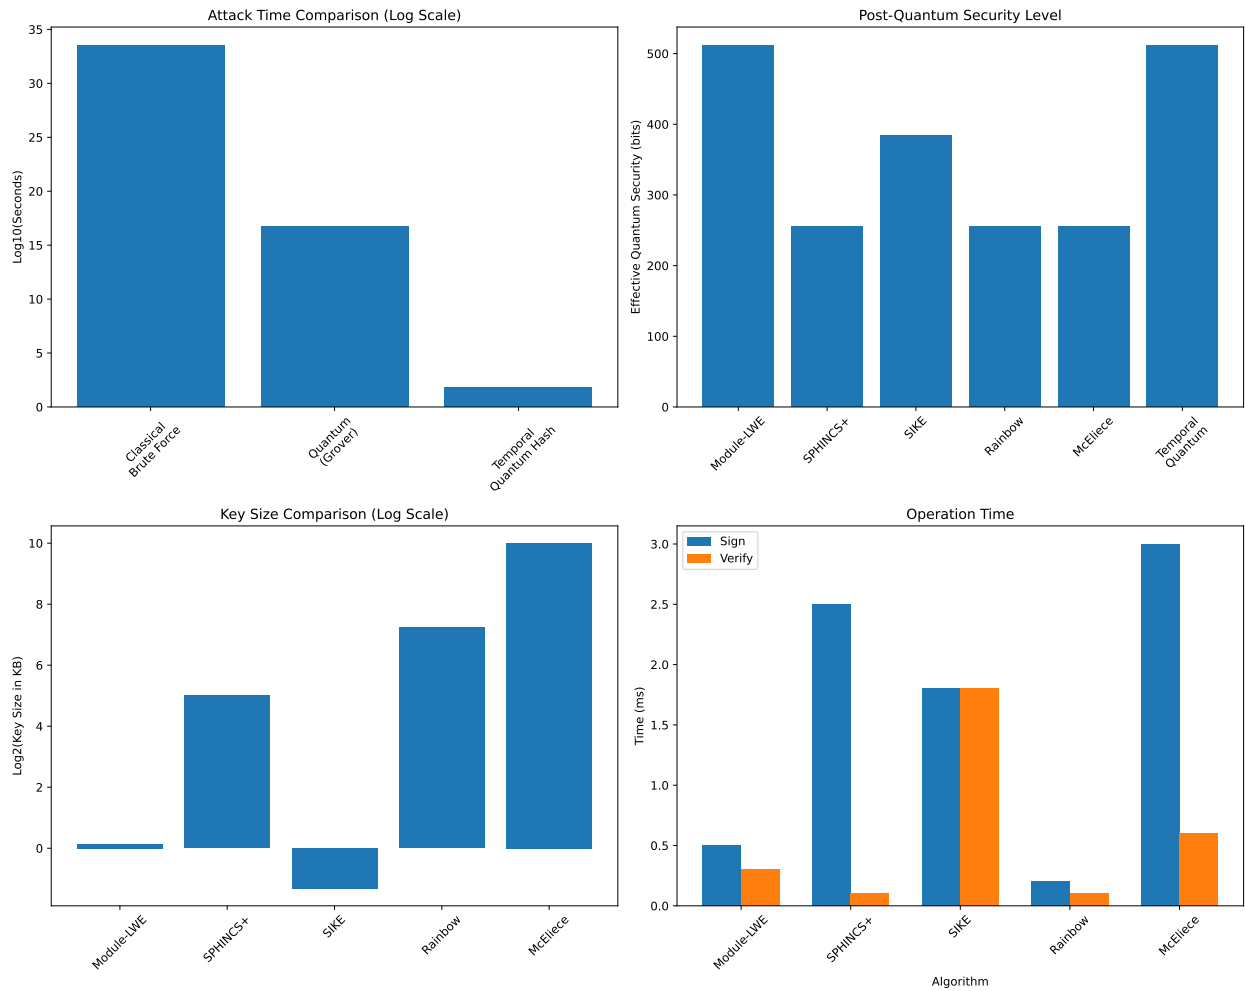 Attack Time Comparison (Log Scale)
Log10(Seconds)
35
30
25
20
15
10
5
0
Classical
Brute Force
Quantum
(Grover)
Temporal
Quantum Hash
Post-Quantum Security Level
Effective Quantum Security (bits)
500
400
300
200
100
0
Module-LWE
SPHINCS+
SIKE
Rainbow
McEliece
Temporal
Quantum
Key Size Comparison (Log Scale)
Log2(Key Size in KB)
10
8
6
4
2
0
Module-LWE
SPHINCS+
SIKE
Rainbow
McEliece
Operation Time
Sign
Verify
Time (ms)
3.0
2.5
2.0
1.5
1.0
0.5
0.0
Module-LWE
SPHINCS+
SIKE
Rainbow
McEliece
Algorithm